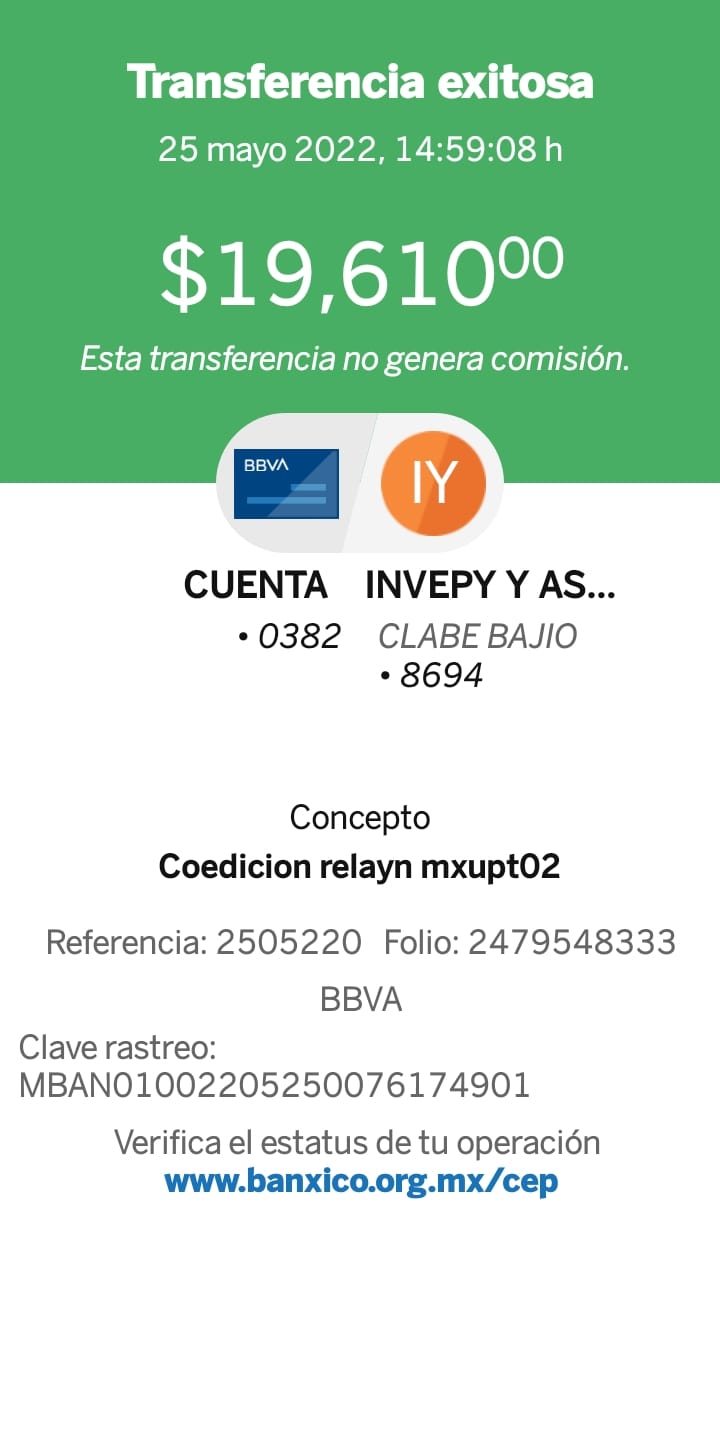 Transferencia exitosa
25 mayo 2022, 14:59:08 h
$19,61000
Esta transferencia no genera comisión.
BBVA
IY
CUENTA INVEPY Y AS...
• 0382 CLABE BAJIO
• 8694
Concepto
Coedicion relayn mxupt02
Referencia: 2505220 Folio: 2479548333
BBVA
Clave rastreo:
MBAN01002205250076174901
Verifica el estatus de tu operación
www.banxico.org.mx/cep